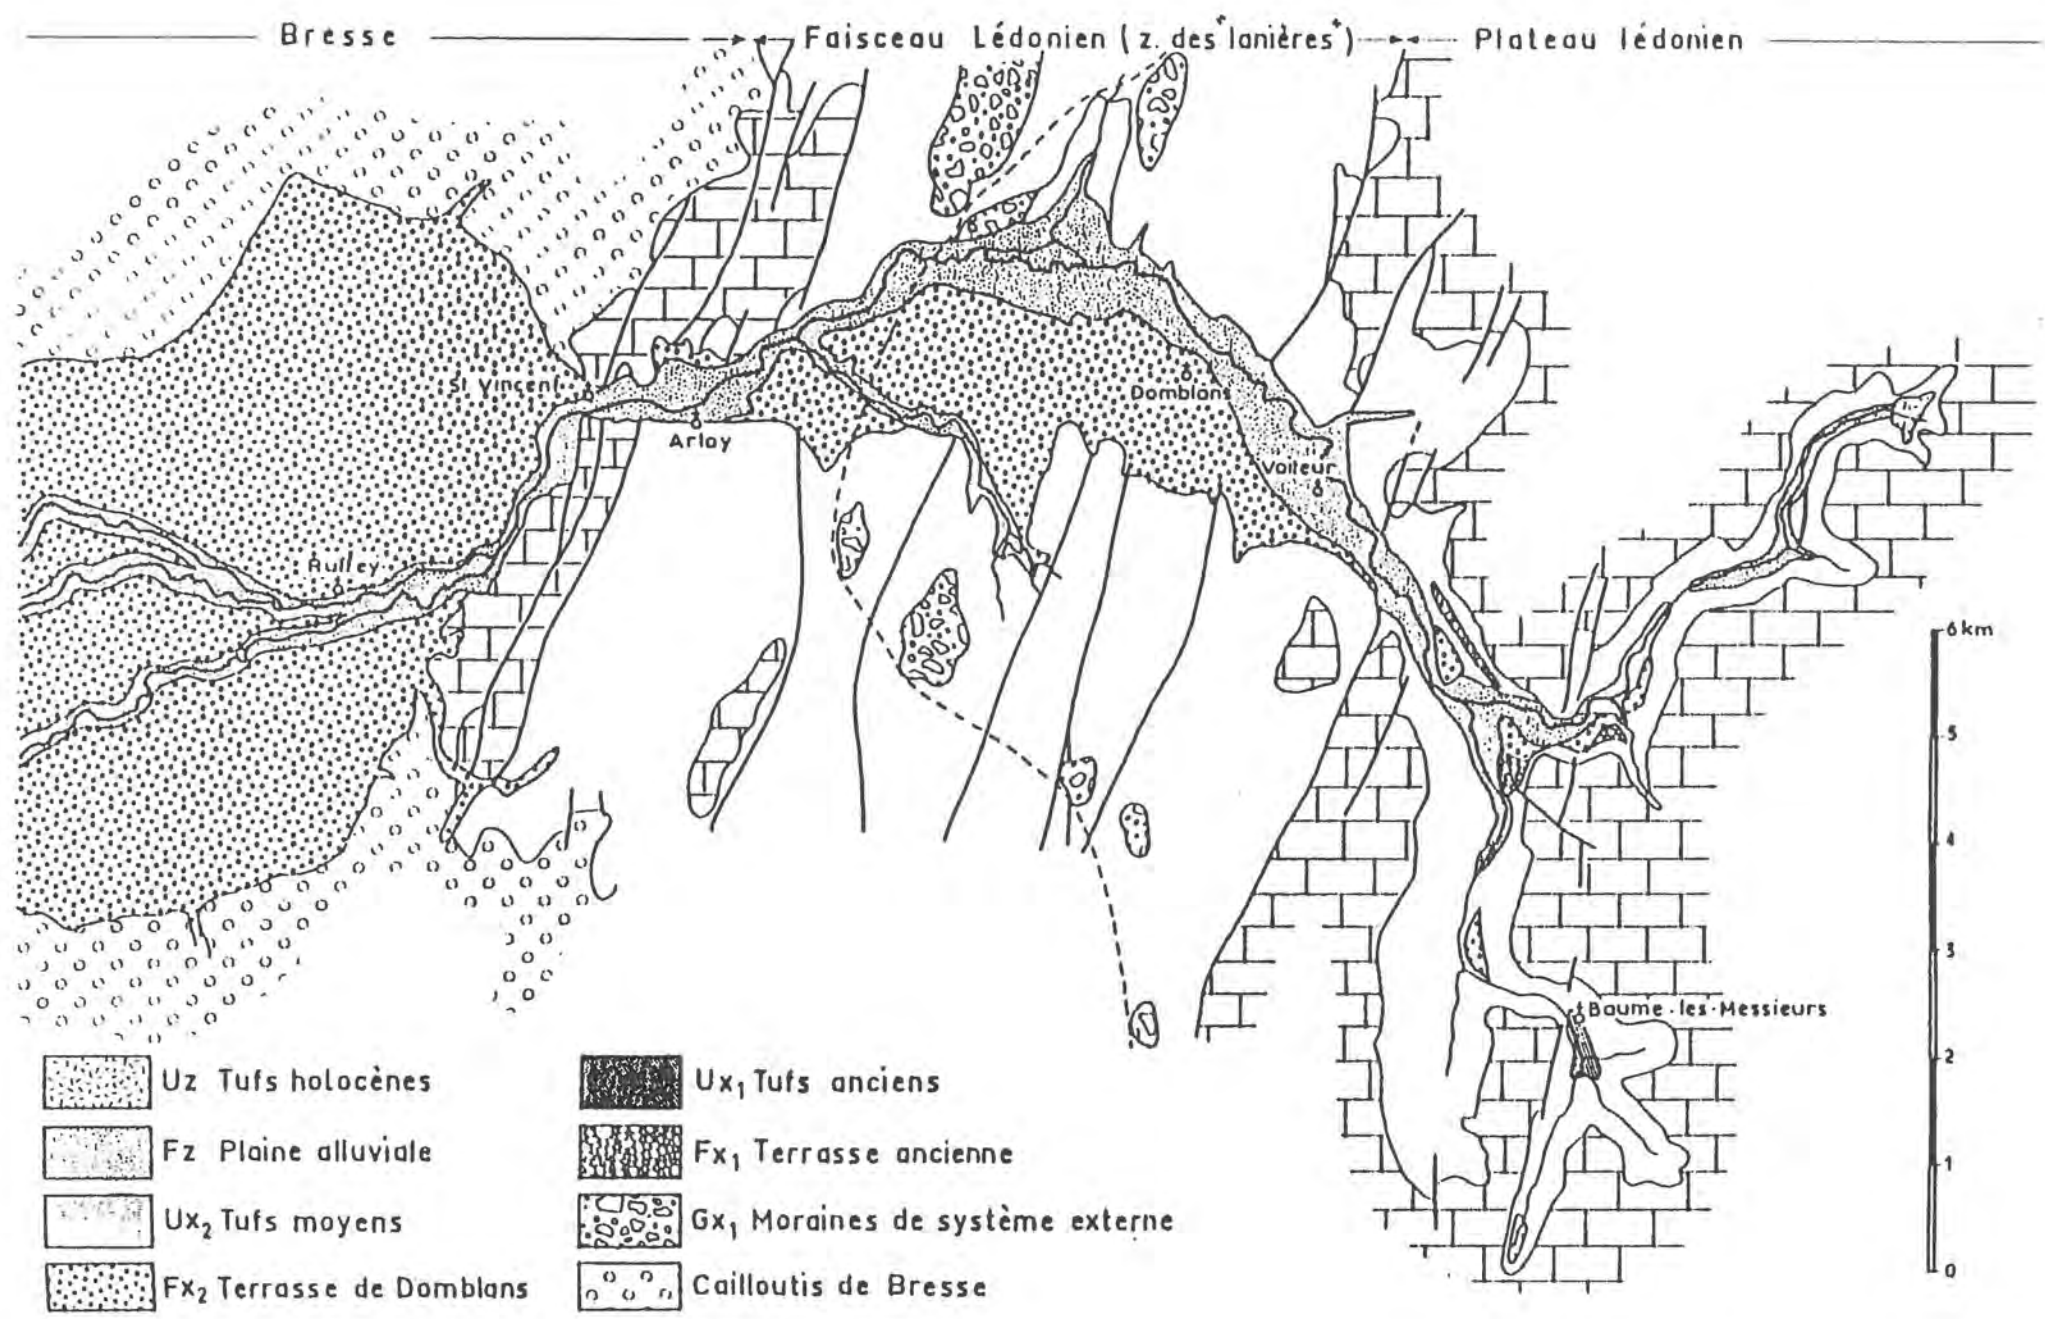 Bresse
Faisceau Lédonien (z. des "lanières")
Plateau lédonien
St Vincent
Arlay
Domblans
Voiteur
Rulley
Baume-les-Messieurs
6 km
5
4
3
2
1
0
Uz Tufs holocènes
Fz Plaine alluviale
Ux2 Tufs moyens
Fx2 Terrasse de Domblans
Ux1 Tufs anciens
Fx1 Terrasse ancienne
Gx1 Moraines de système externe
Cailloutis de Bresse